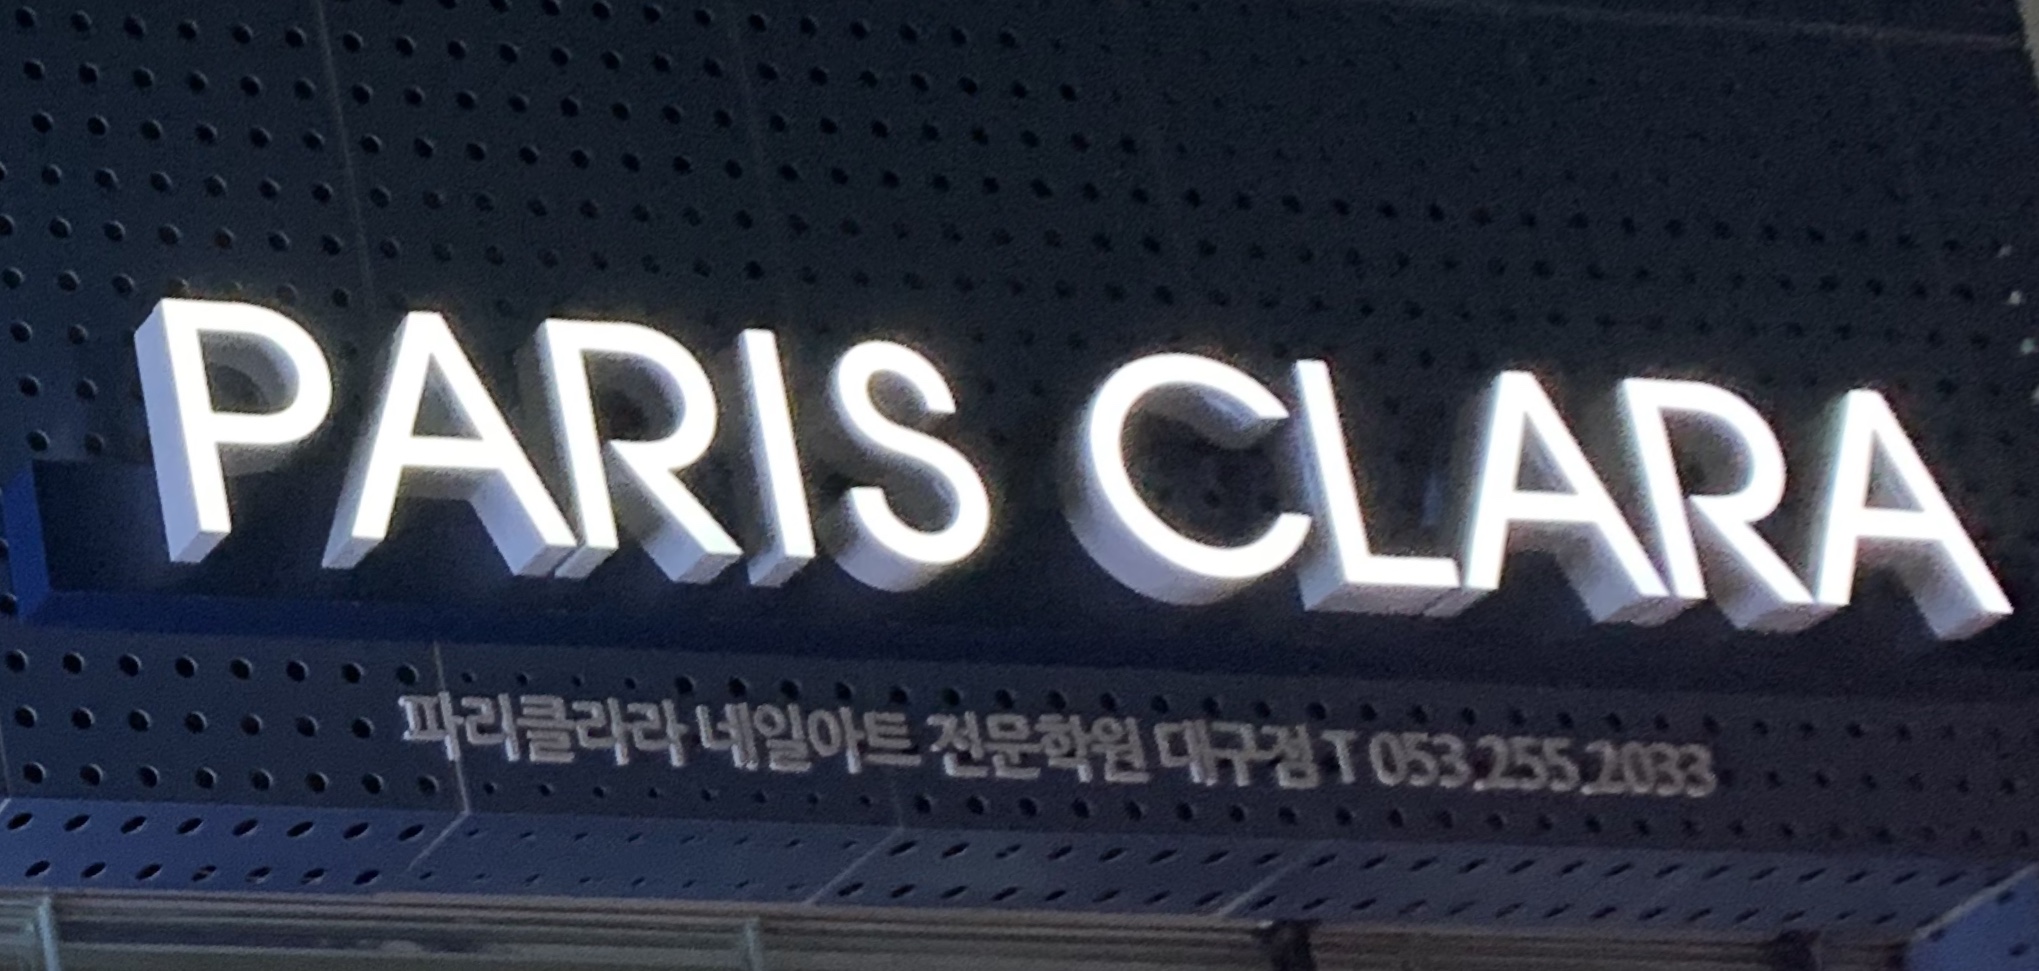 PARIS CLARA
파리클라라 네일아트 전문학원 대구점 T 053.255.2033